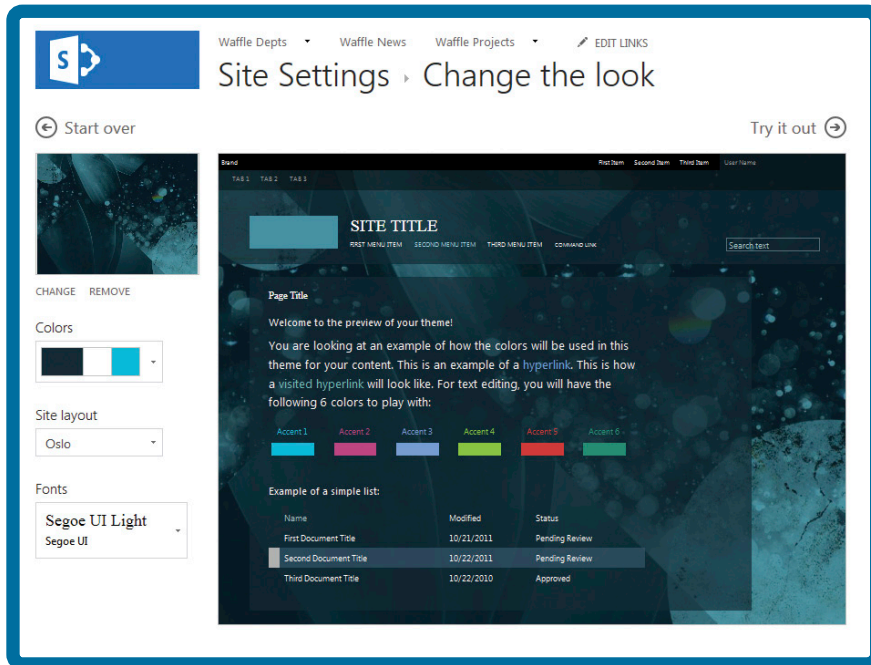 Waffle Depts Waffle News Waffle Projects EDIT LINKS
S
Site Settings Change the look
Start over
Try it out
CHANGE REMOVE
Colors
Site layout
Oslo
Fonts
Segoe UI Light
Segoe UI
Brand First Item Second Item Third Item User Name
TAB 1 TAB 2 TAB 3
SITE TITLE
FIRST MENU ITEM SECOND MENU ITEM THIRD MENU ITEM COMMAND LINK
Search text
Page Title
Welcome to the preview of your theme!
You are looking at an example of how the colors will be used in this
theme for your content. This is an example of a hyperlink. This is how
a visited hyperlink will look like. For text editing, you will have the
following 6 colors to play with:
Accent 1 Accent 2 Accent 3 Accent 4 Accent 5 Accent 6
Example of a simple list:
Name Modified Status
First Document Title 10/21/2011 Pending Review
Second Document Title 10/22/2011 Pending Review
Third Document Title 10/22/2010 Approved